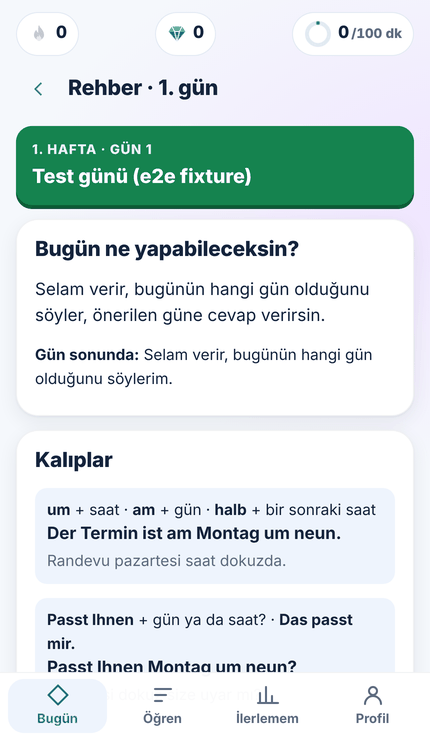 0
0
0 /100 dk
Rehber · 1. gün
1. HAFTA · GÜN 1
Test günü (e2e fixture)
Bugün ne yapabileceksin?
Selam verir, bugünün hangi gün olduğunu
söyler, önerilen güne cevap verirsin.
Gün sonunda: Selam verir, bugünün hangi gün
olduğunu söylerim.
Kalıplar
um + saat · am + gün · halb + bir sonraki saat
Der Termin ist am Montag um neun.
Randevu pazartesi saat dokuzda.
Passt Ihnen + gün ya da saat? · Das passt
mir.
Passt Ihnen Montag um neun?
Bugün
Öğren
İlerlemem
Profil